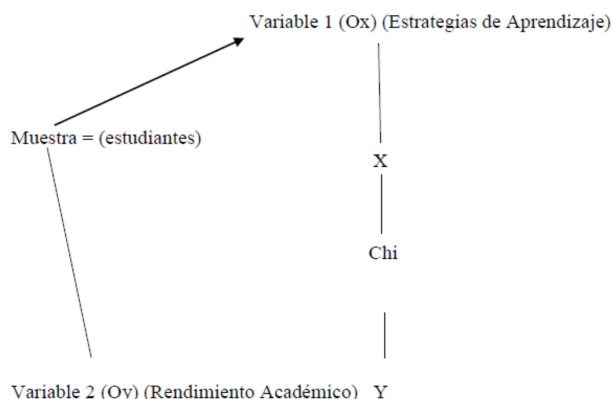 Variable 1 (Ox) (Estrategias de Aprendizaje)
Muestra = (estudiantes)
X
Chi
Variable 2 (Oy) (Rendimiento Académico) Y